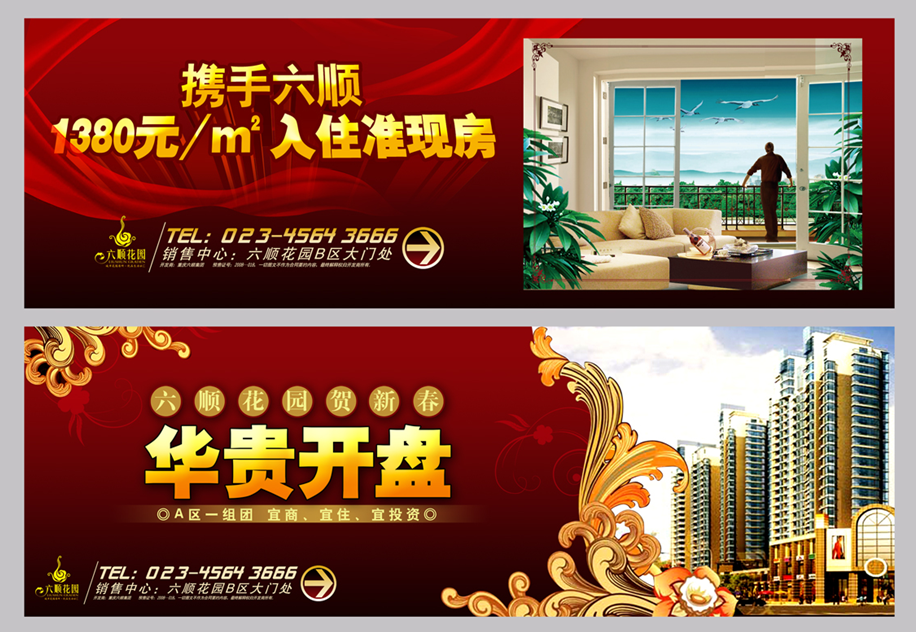 携手六顺
1380元/m²入住准现房
六顺花园
TEL: 023-4564 3666
销售中心：六顺花园B区大门处
六顺花园贺新春
华贵开盘
◎A区一组团 宜商、宜住、宜投资◎
六顺花园
TEL: 023-4564 3666
销售中心：六顺花园B区大门处